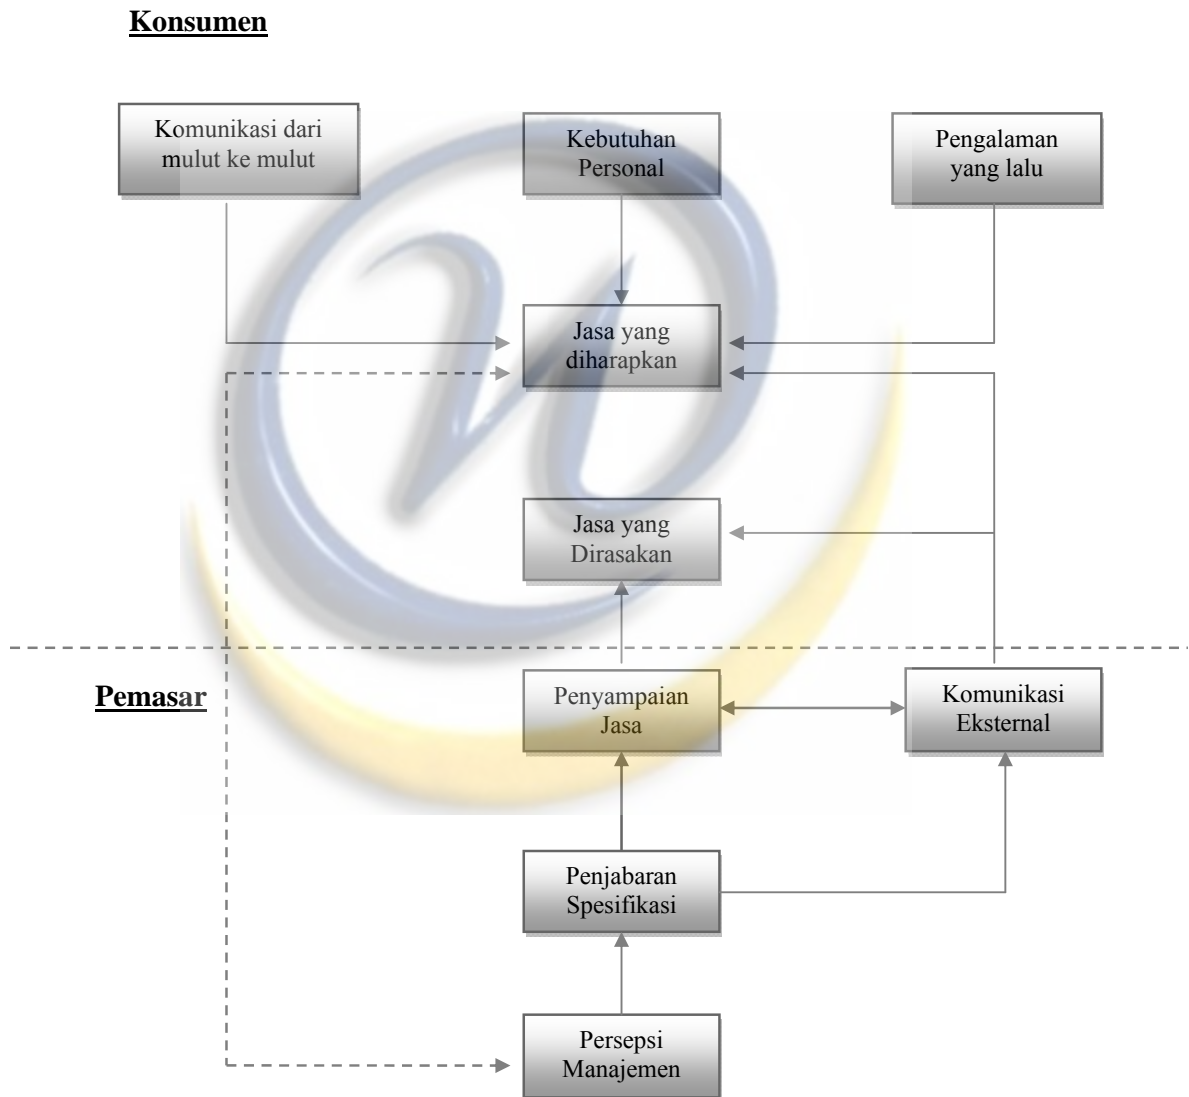 Konsumen
Komunikasi dari
mulut ke mulut
Kebutuhan
Personal
Pengalaman
yang lalu
Jasa yang
diharapkan
Jasa yang
Dirasakan
Pemasar
Penyampaian
Jasa
Komunikasi
Eksternal
Penjabaran
Spesifikasi
Persepsi
Manajemen